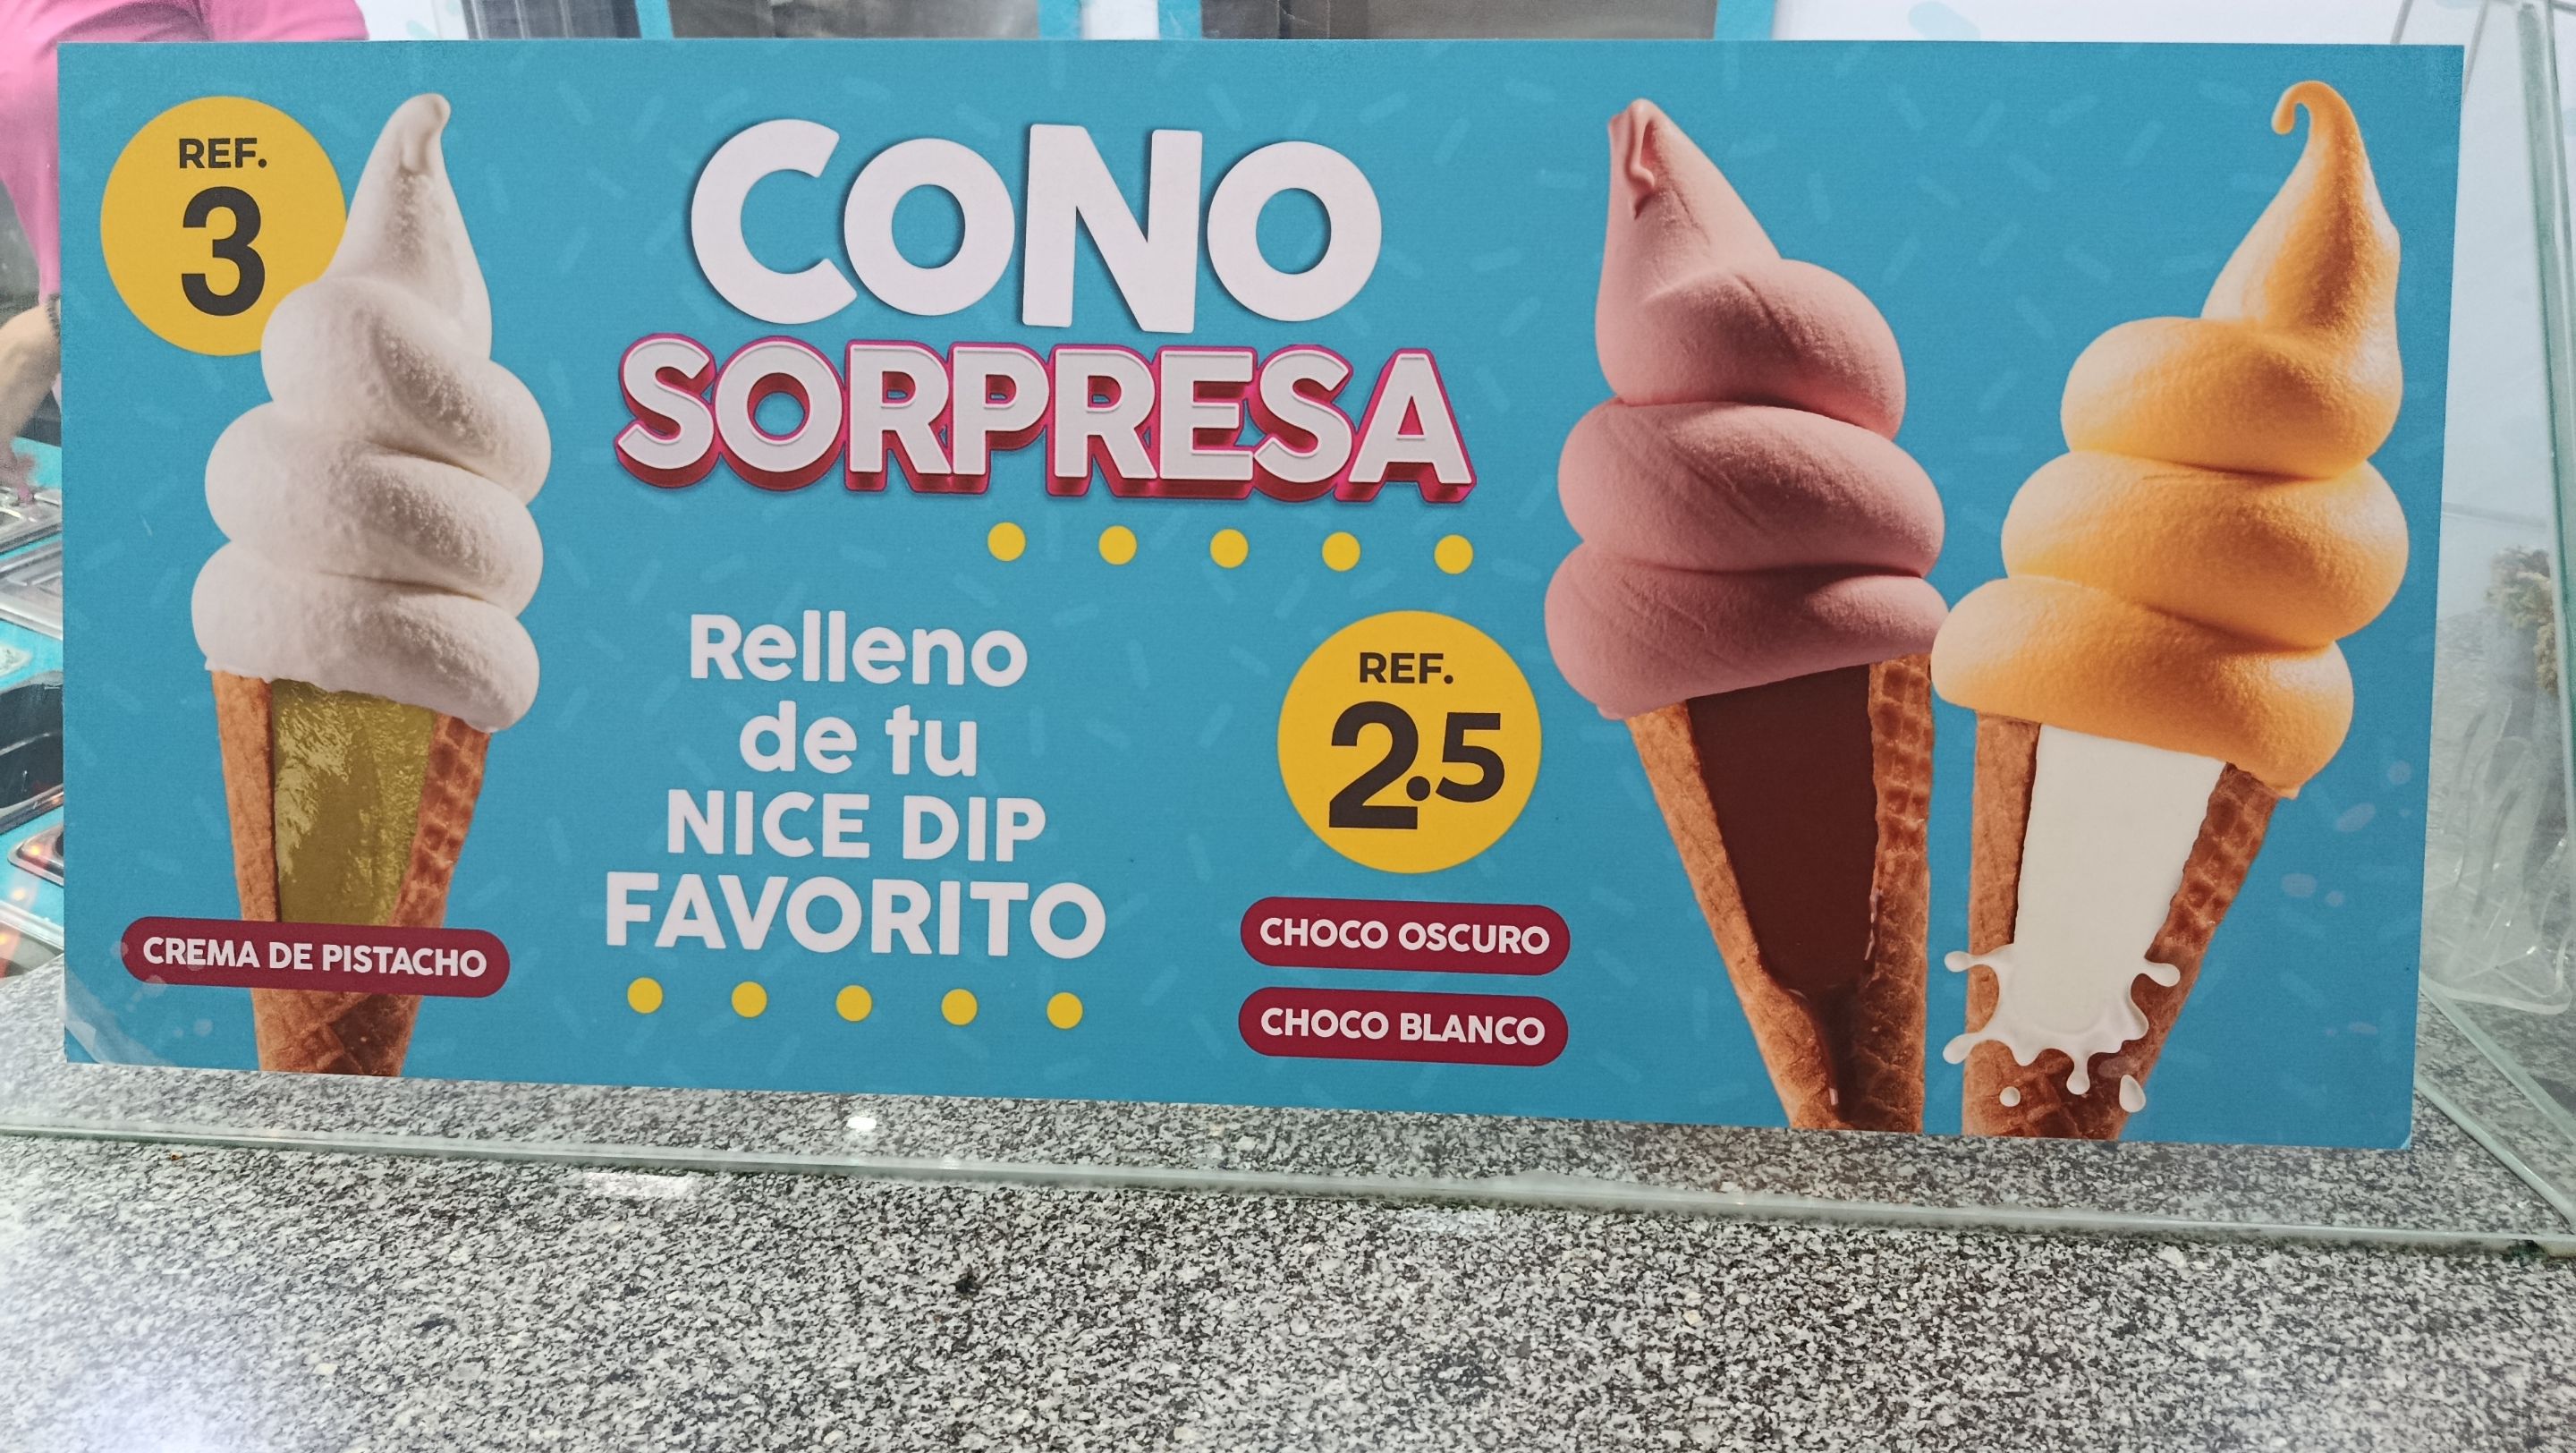 REF.
3
CREMA DE PISTACHO
CONO
SORPRESA
Relleno
de tu
NICE DIP
FAVORITO
REF.
2.5
CHOCO OSCURO
CHOCO BLANCO